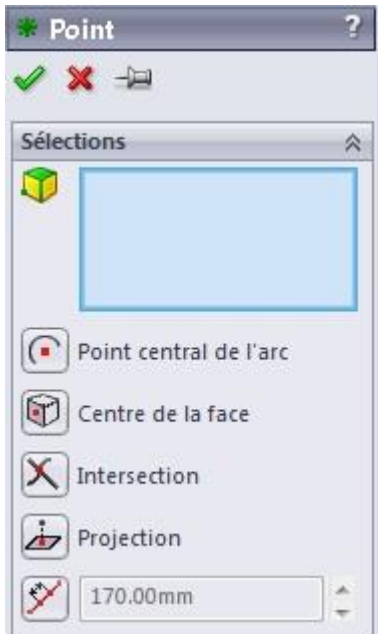 Point ?
Sélections
Point central de l'arc
Centre de la face
Intersection
Projection
170.00mm